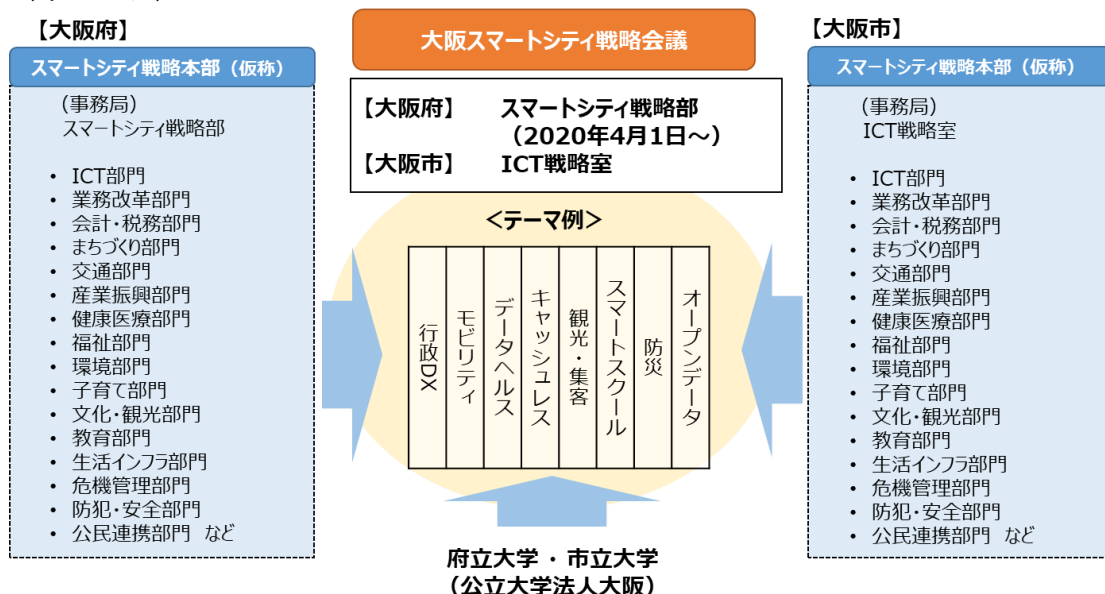 【大阪府】
スマートシティ戦略本部（仮称）
（事務局）
スマートシティ戦略部
• ICT部門
• 業務改革部門
• 会計・税務部門
• まちづくり部門
• 交通部門
• 産業振興部門
• 健康医療部門
• 福祉部門
• 環境部門
• 子育て部門
• 文化・観光部門
• 教育部門
• 生活インフラ部門
• 危機管理部門
• 防犯・安全部門
• 公民連携部門 など
大阪スマートシティ戦略会議
【大阪府】 スマートシティ戦略部
（2020年4月1日～）
【大阪市】 ICT戦略室
＜テーマ例＞
行政DX
モビリティ
データヘルス
キャッシュレス
観光・集客
スマートスクール
防災
オープンデータ
府立大学・市立大学
（公立大学法人大阪）
【大阪市】
スマートシティ戦略本部（仮称）
（事務局）
ICT戦略室
• ICT部門
• 業務改革部門
• 会計・税務部門
• まちづくり部門
• 交通部門
• 産業振興部門
• 健康医療部門
• 福祉部門
• 環境部門
• 子育て部門
• 文化・観光部門
• 教育部門
• 生活インフラ部門
• 危機管理部門
• 防犯・安全部門
• 公民連携部門 など